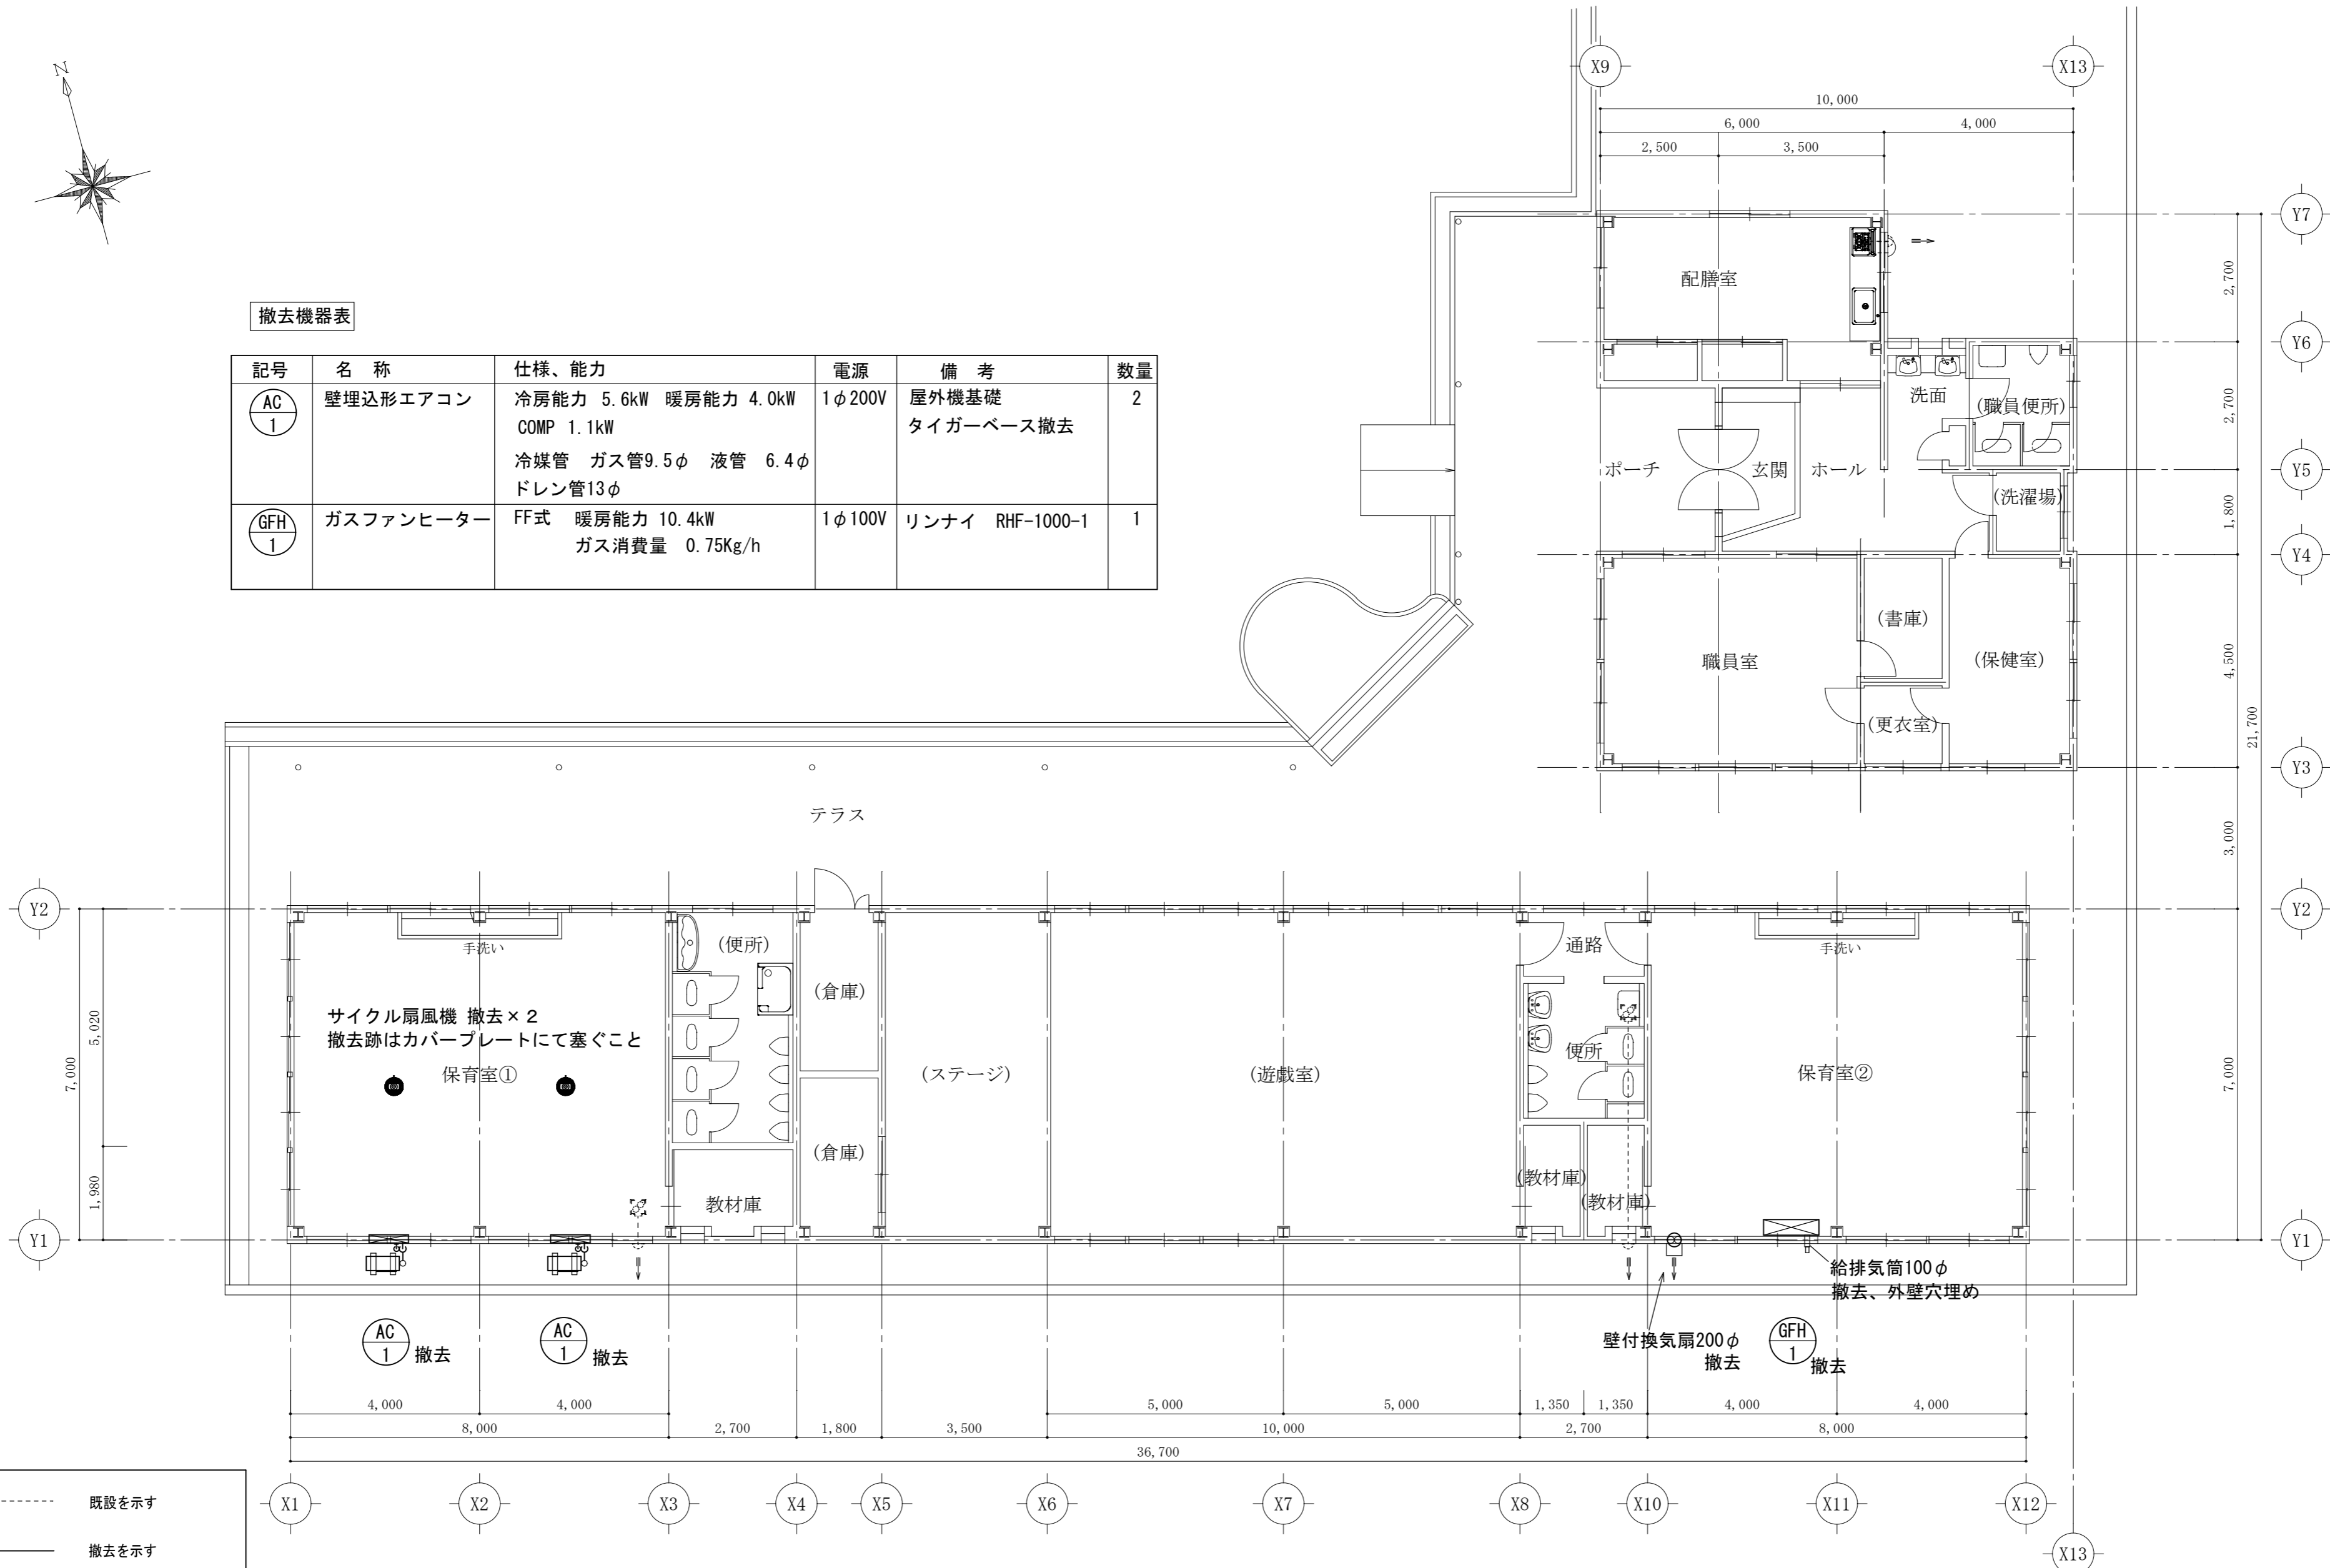 N
X9
X13
10,000
6,000
4,000
2,500
3,500
Y7
Y6
Y5
Y4
Y3
Y2
Y1
2,700
2,700
1,800
4,500
3,000
7,000
21,700
撤去機器表
記号 名 称 仕様、能力 電源 備 考 数量
AC
1
壁埋込形エアコン 冷房能力 5.6kW 暖房能力 4.0kW 1φ200V 屋外機基礎 2
COMP 1.1kW タイガーベース撤去
冷媒管 ガス管9.5φ 液管 6.4φ
ドレン管13φ
GFH
1
ガスファンヒーター FF式 暖房能力 10.4kW 1φ100V リンナイ RHF-1000-1 1
ガス消費量 0.75Kg/h
配膳室
洗面
(職員便所)
ポーチ
玄関
ホール
(洗濯場)
(書庫)
職員室
(保健室)
(更衣室)
テラス
Y2
Y1
7,000
5,020
1,980
手洗い
(便所)
(倉庫)
通路
手洗い
サイクル扇風機 撤去×2
撤去跡はカバープレートにて塞ぐこと
保育室①
(ステージ)
(遊戯室)
便所
保育室②
(倉庫)
教材庫
(教材庫)
(教材庫)
給排気筒100φ
撤去、外壁穴埋め
AC
1
撤去
AC
1
撤去
壁付換気扇200φ
撤去
GFH
1
撤去
4,000
4,000
5,000
5,000
1,350
1,350
4,000
4,000
8,000
2,700
1,800
3,500
10,000
2,700
8,000
36,700
X1
X2
X3
X4
X5
X6
X7
X8
X10
X11
X12
X13
既設を示す
撤去を示す